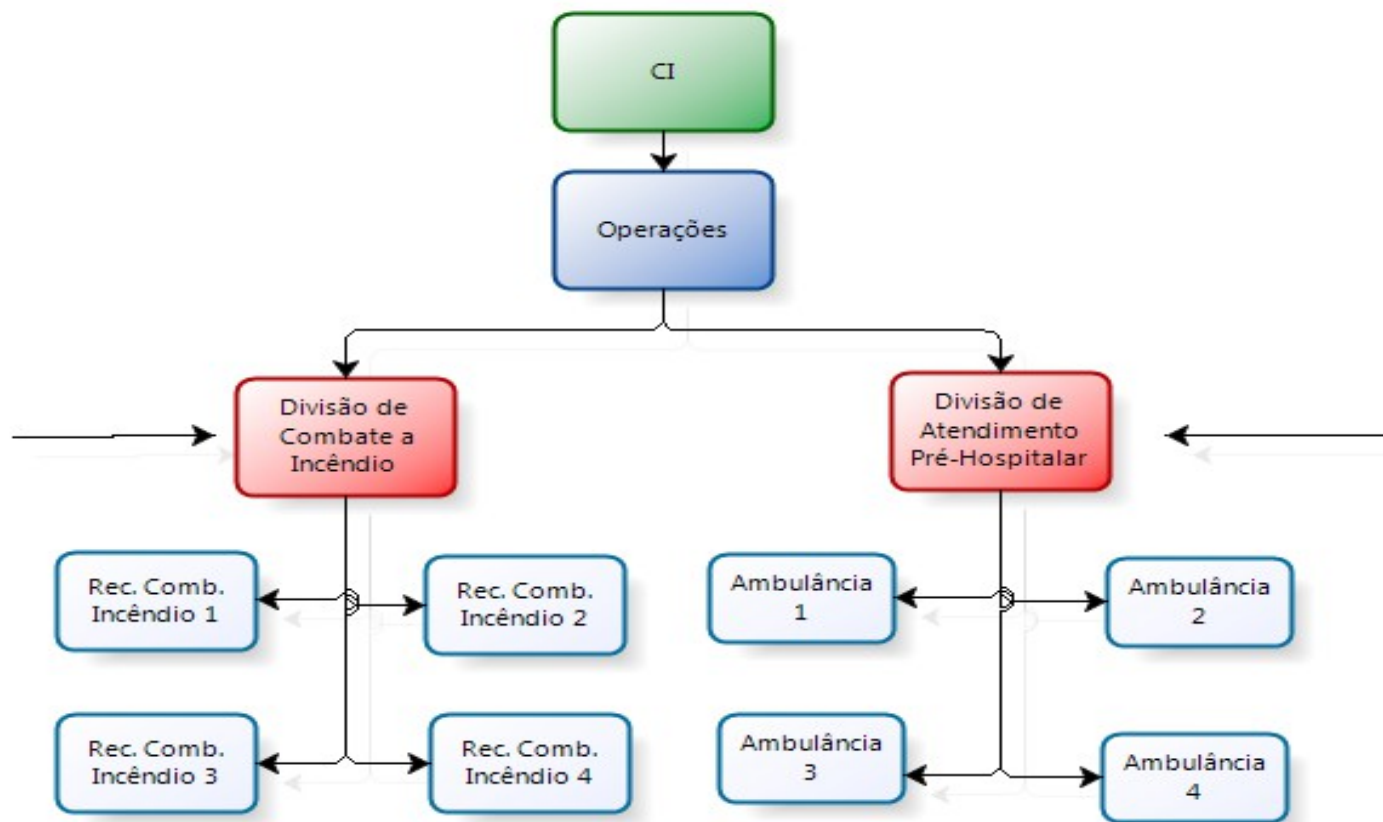 CI
Operações
Divisão de
Combate a
Incêndio
Divisão de
Atendimento
Pré-Hospitalar
Rec. Comb.
Incêndio 1
Rec. Comb.
Incêndio 2
Ambulância
1
Ambulância
2
Rec. Comb.
Incêndio 3
Rec. Comb.
Incêndio 4
Ambulância
3
Ambulância
4